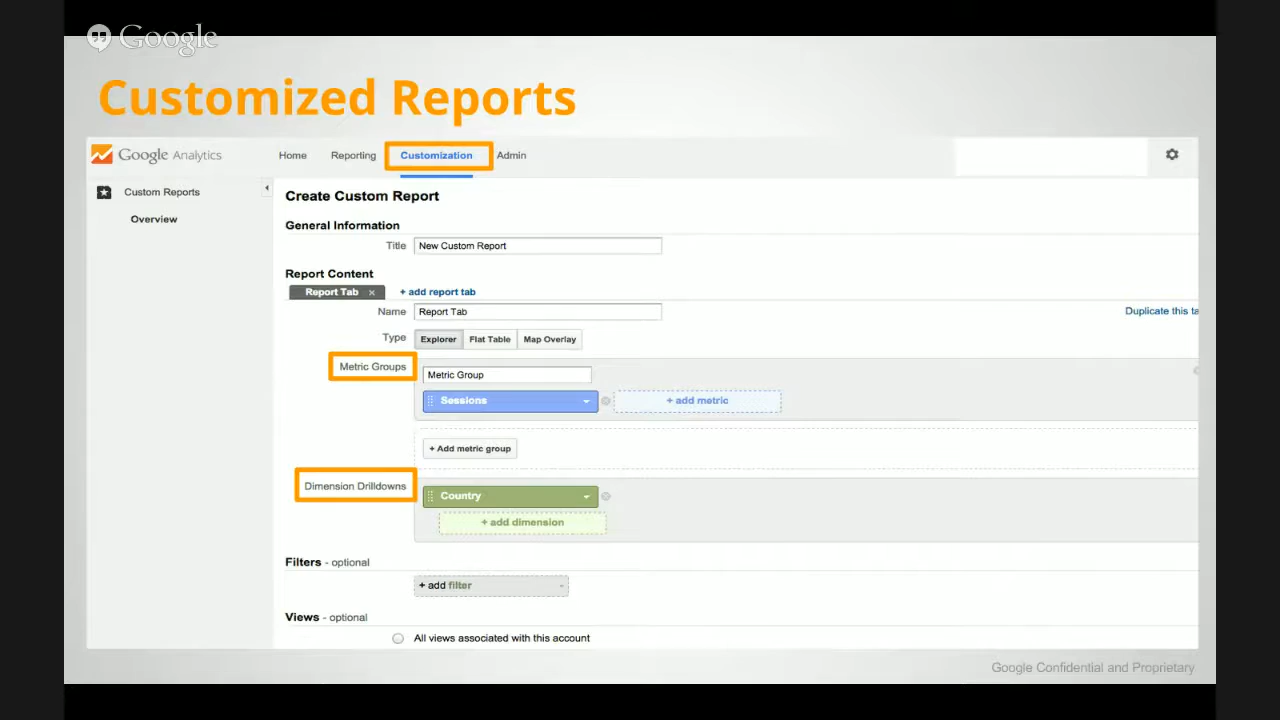 Google
Customized Reports
Google Analytics
Home Reporting Customization Admin
Custom Reports
Overview
Create Custom Report
General Information
Title New Custom Report
Report Content
Report Tab x + add report tab
Name Report Tab Duplicate this ta
Type Explorer Flat Table Map Overlay
Metric Groups
Metric Group
Sessions + add metric
+ Add metric group
Dimension Drilldowns
Country
+ add dimension
Filters - optional
+ add filter
Views - optional
All views associated with this account
Google Confidential and Proprietary